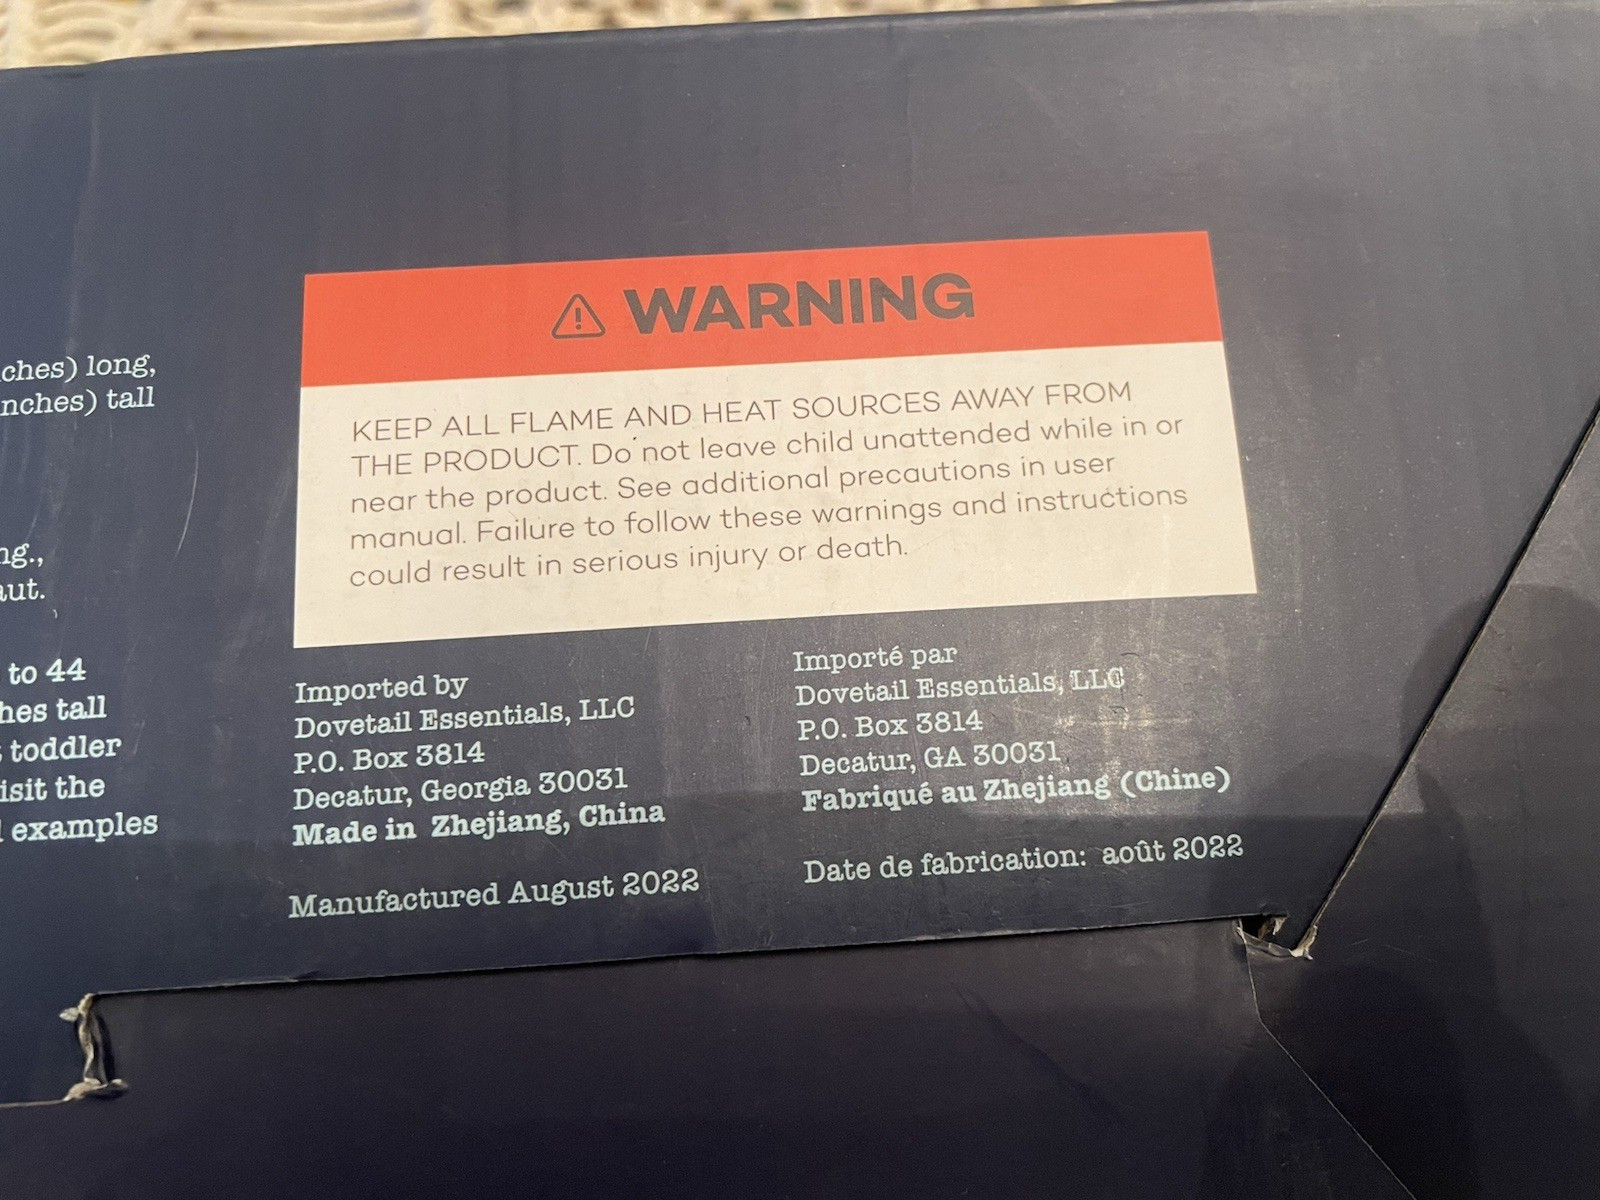 ches) long,
nches) tall
ng.,
aut.
to 44
hes tall
toddler
isit the
examples
WARNING
KEEP ALL FLAME AND HEAT SOURCES AWAY FROM
THE PRODUCT. Do not leave child unattended while in or
near the product. See additional precautions in user
manual. Failure to follow these warnings and instructions
could result in serious injury or death.
Imported by
Dovetail Essentials, LLC
P.O. Box 3814
Decatur, Georgia 30031
Made in Zhejiang, China
Manufactured August 2022
Importé par
Dovetail Essentials, LLC
P.O. Box 3814
Decatur, GA 30031
Fabriqué au Zhejiang (Chine)
Date de fabrication: août 2022